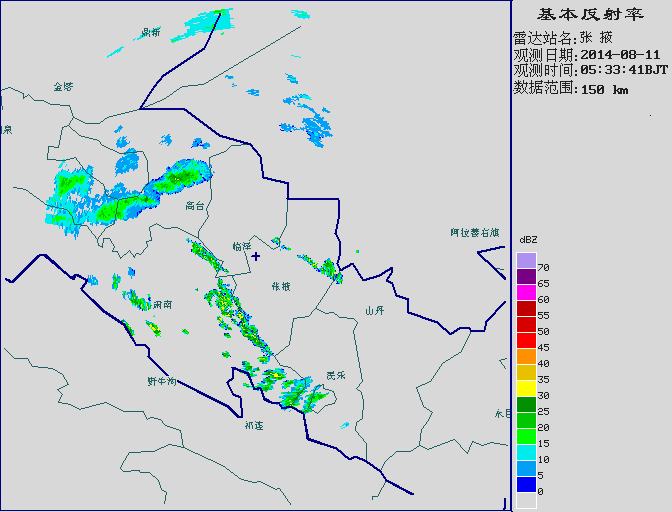 基本反射率
雷达站名:张 掖
观测日期:2014-08-11
观测时间:05:33:41BJT
数据范围:150 km
鼎新
金塔
泉
高台
临泽
阿拉善右旗
张掖
肃南
山丹
野牛沟
民乐
祁连
永昌
dBZ
70
65
60
55
50
45
40
35
30
25
20
15
10
5
0